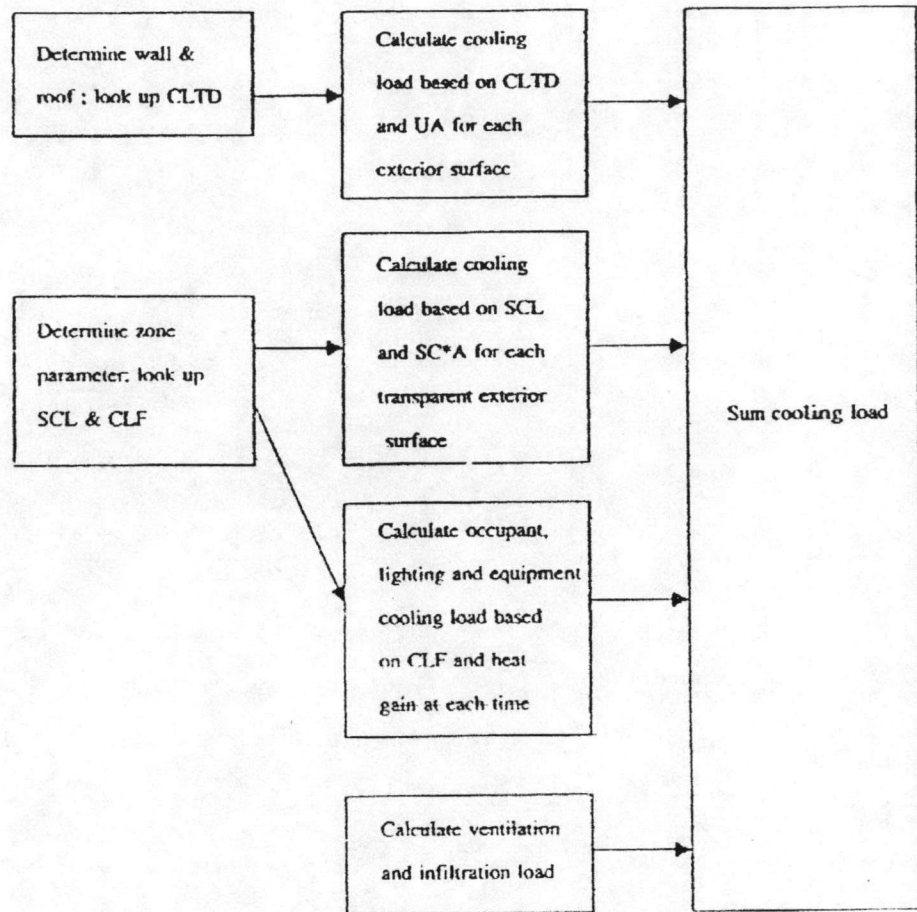 Determine wall &
roof ; look up CLTD
Calculate cooling
load based on CLTD
and UA for each
exterior surface
Determine zone
parameter, look up
SCL & CLF
Calculate cooling
load based on SCL
and SC*A for each
transparent exterior
surface
Calculate occupant,
lighting and equipment
cooling load based
on CLF and heat
gain at each time
Calculate ventilation
and infiltration load
Sum cooling load